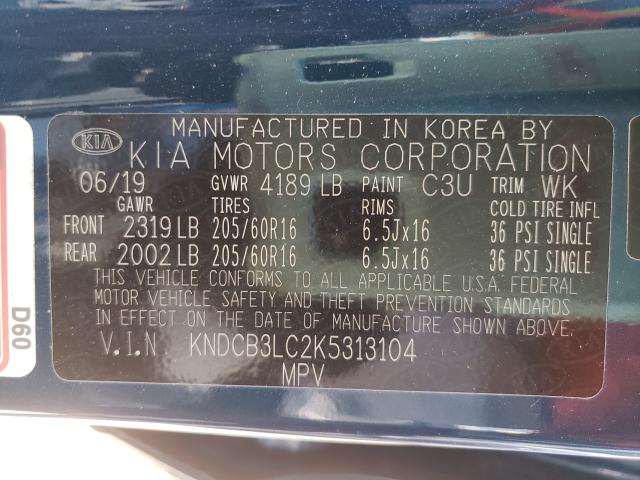 MANUFACTURED IN KOREA BY
KIA KIA MOTORS CORPORATION
06/19 GVWR 4189 LB PAINT C3U TRIM WK
GAWR TIRES RIMS COLD TIRE INFL
FRONT 2319 LB 205/60R16 6.5Jx16 36 PSI SINGLE
REAR 2002 LB 205/60R16 6.5Jx16 36 PSI SINGLE
THIS VEHICLE CONFORMS TO ALL APPLICABLE U.S.A. FEDERAL
MOTOR VEHICLE SAFETY AND THEFT PREVENTION STANDARDS
IN EFFECT ON THE DATE OF MANUFACTURE SHOWN ABOVE.
V.I.N KNDCB3LC2K5313104
MPV
D60